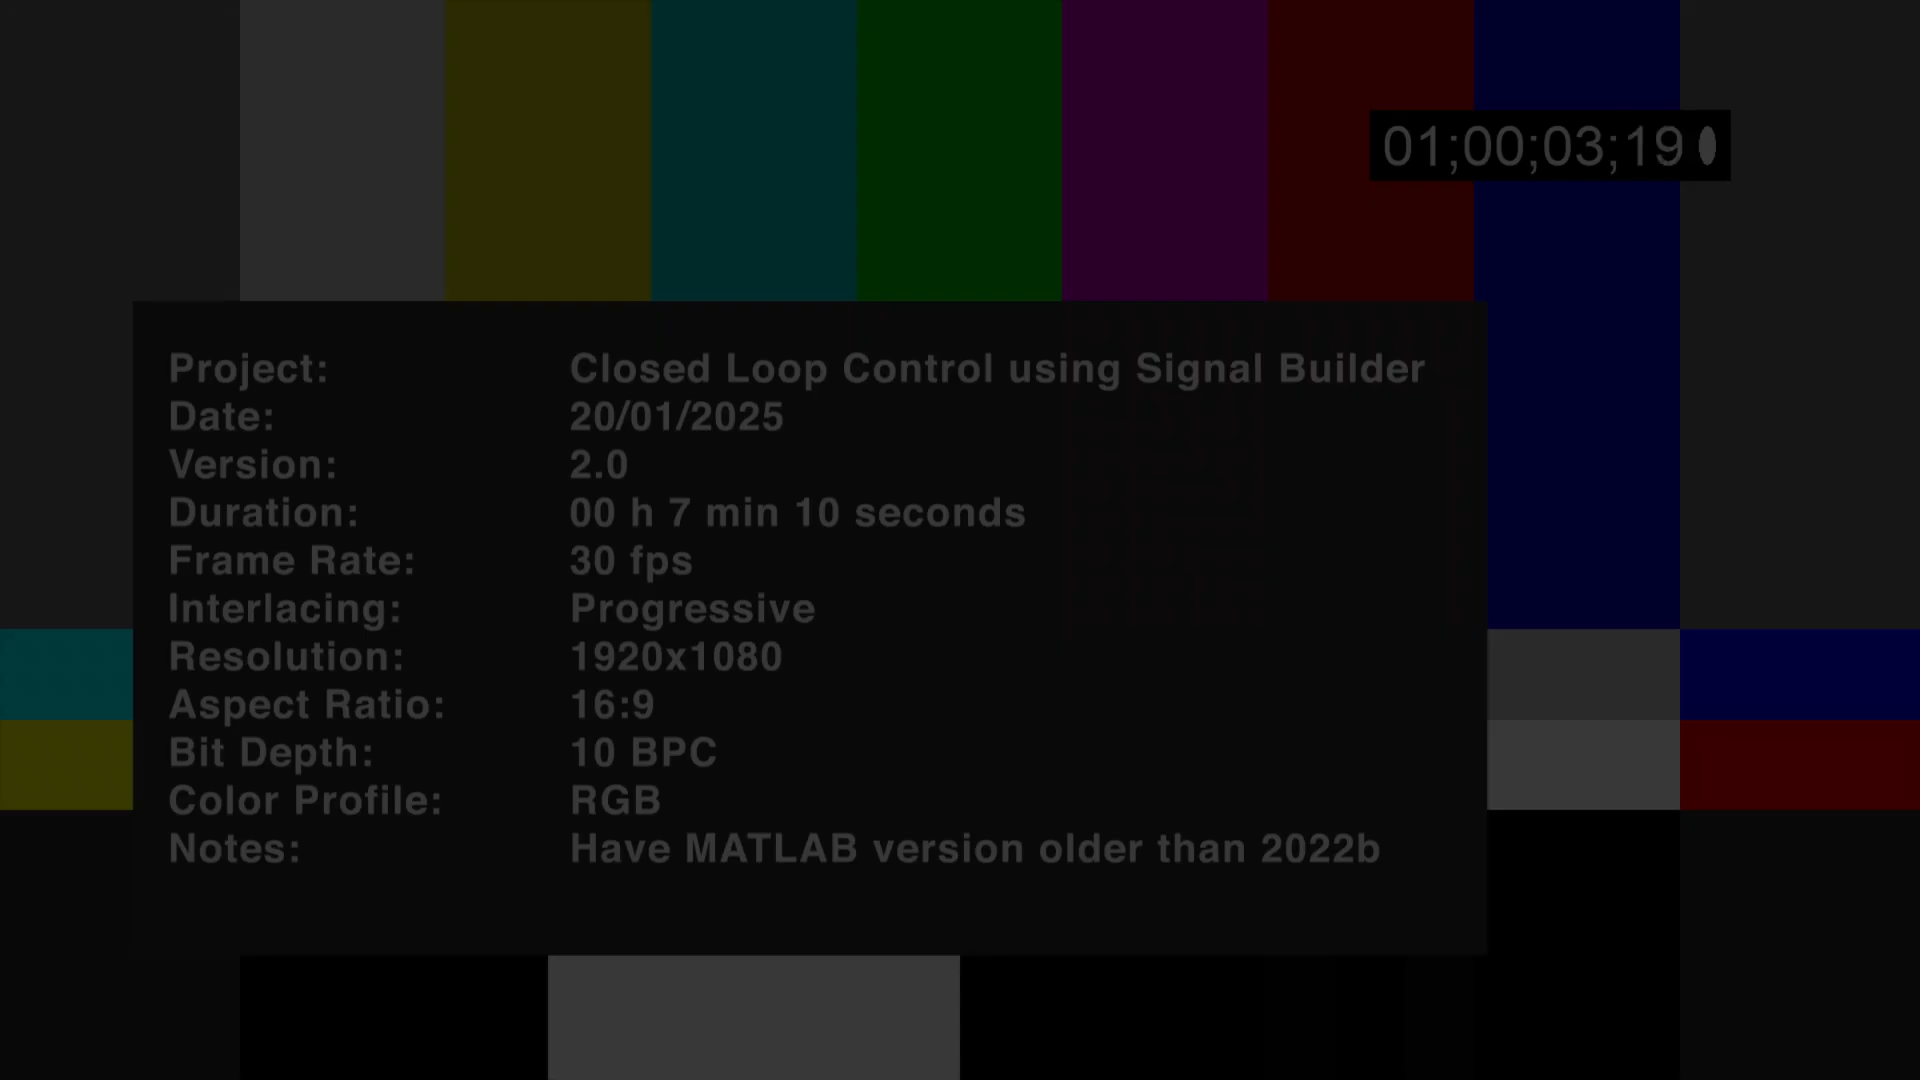 01;00;03;19
Project: Closed Loop Control using Signal Builder
Date: 20/01/2025
Version: 2.0
Duration: 00 h 7 min 10 seconds
Frame Rate: 30 fps
Interlacing: Progressive
Resolution: 1920x1080
Aspect Ratio: 16:9
Bit Depth: 10 BPC
Color Profile: RGB
Notes: Have MATLAB version older than 2022b